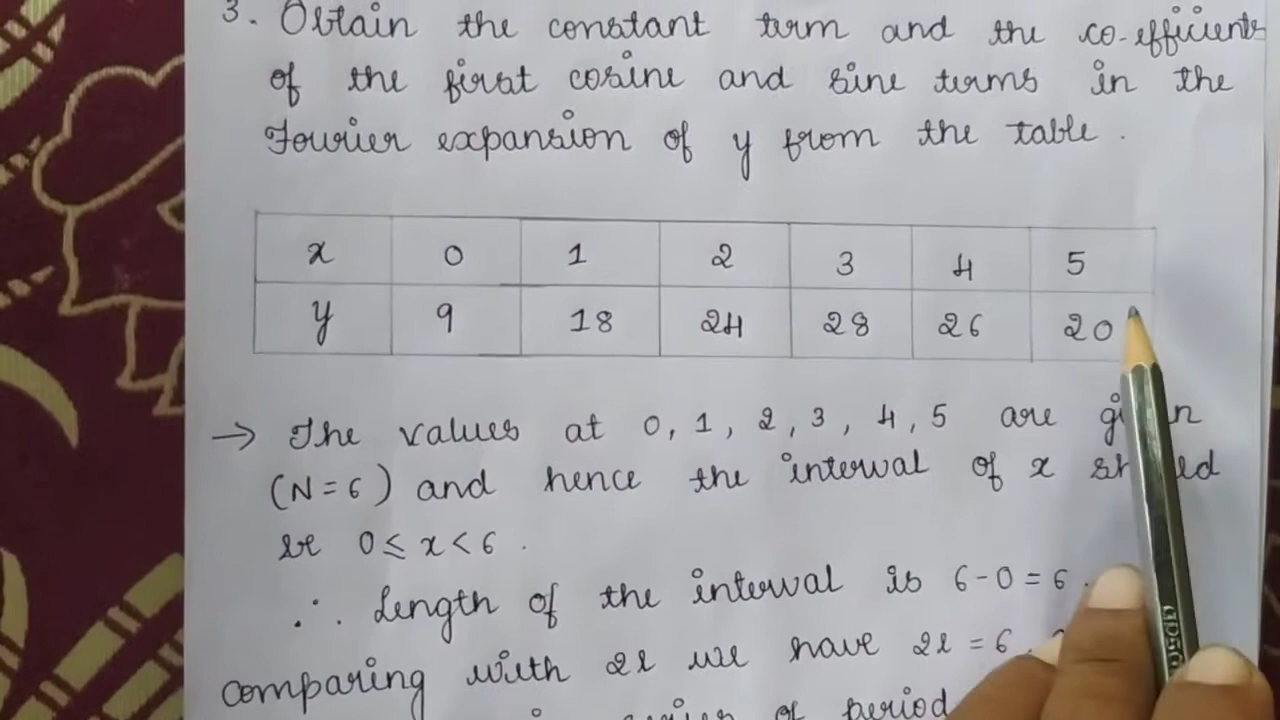 3. Obtain the constant term and the co-efficients
of the first cosine and sine terms in the
Fourier expansion of y from the table.
x 0 1 2 3 4 5
y 9 18 24 28 26 20
→ The values at 0, 1, 2, 3, 4, 5 are
(N=6) and hence the interval of x
be 0 ≤ x < 6.
∴ Length of the interval is 6-0=6.
comparing with 2l we have 2l = 6
of period